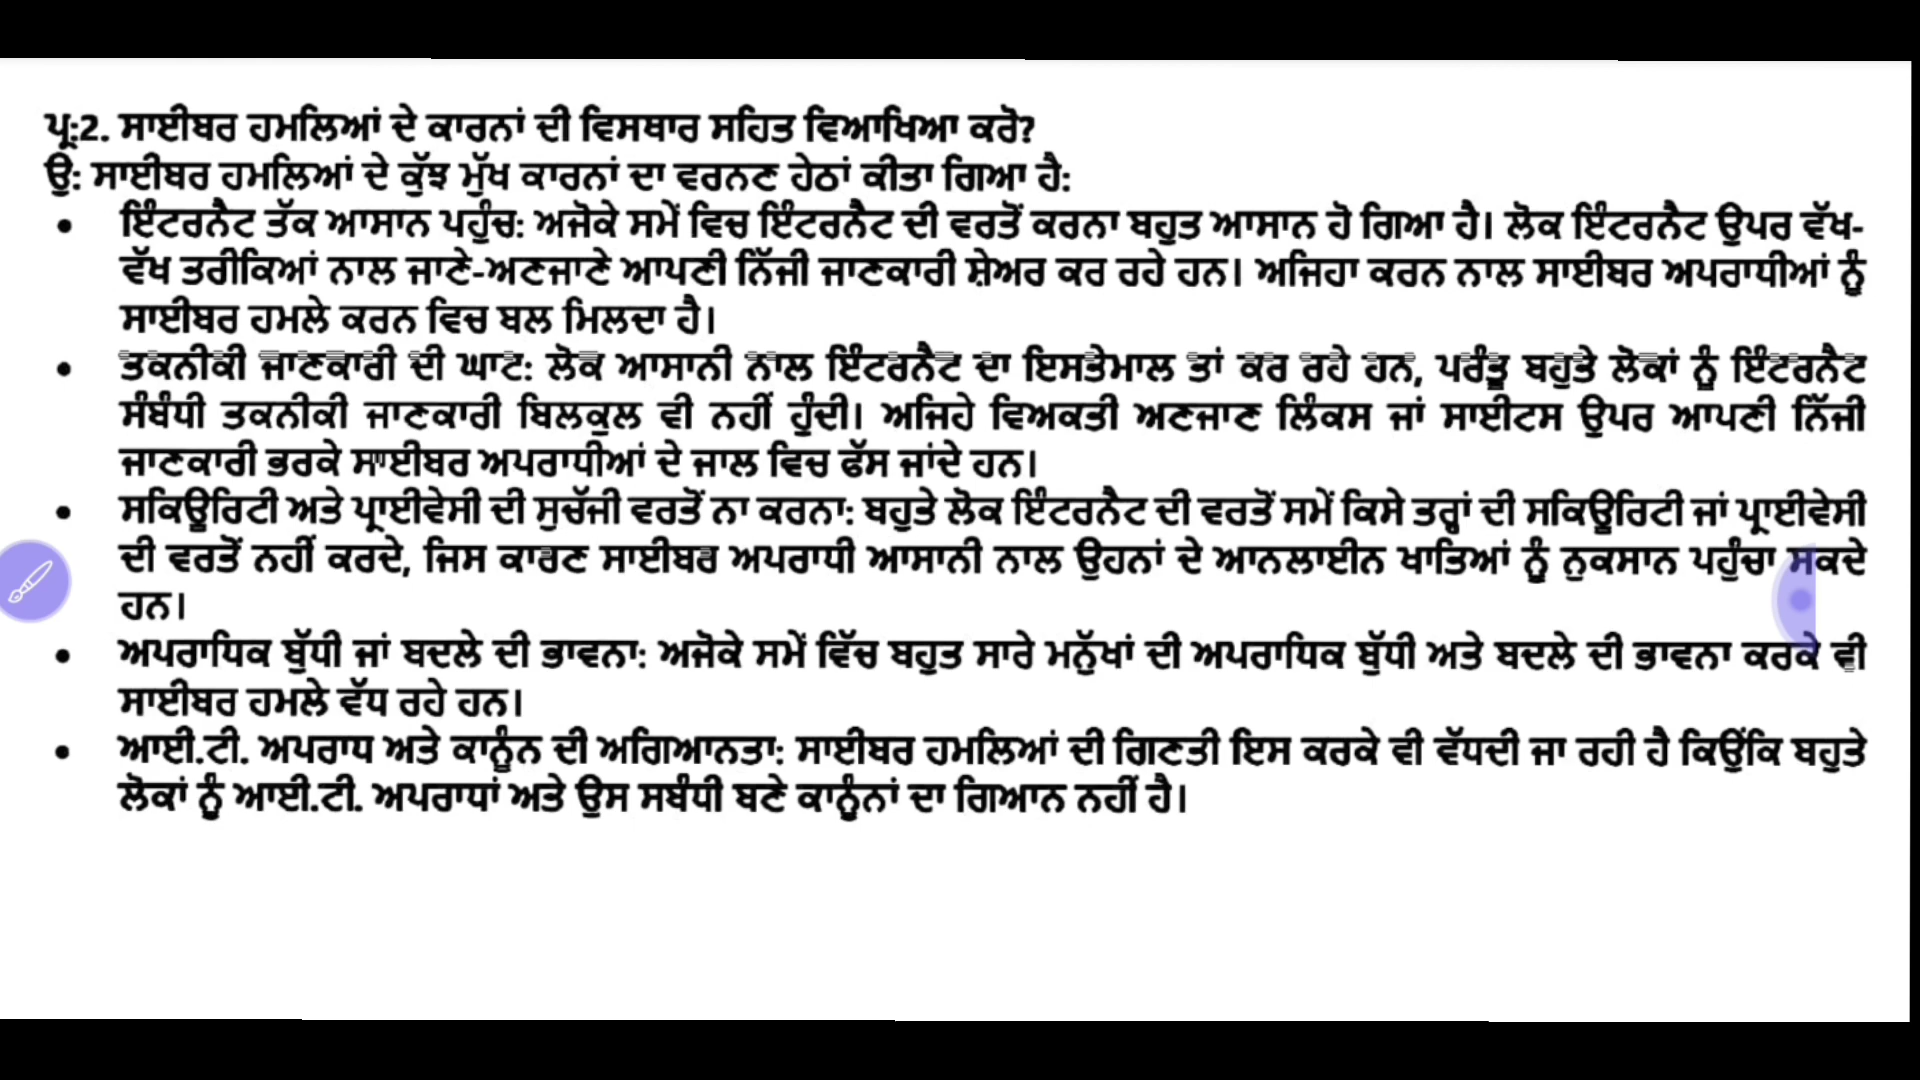 ਪ੍ਰ:2. ਸਾਈਬਰ ਹਮਲਿਆਂ ਦੇ ਕਾਰਨਾਂ ਦੀ ਵਿਸਥਾਰ ਸਹਿਤ ਵਿਆਖਿਆ ਕਰੋ?
ਉ: ਸਾਈਬਰ ਹਮਲਿਆਂ ਦੇ ਕੁੱਝ ਮੁੱਖ ਕਾਰਨਾਂ ਦਾ ਵਰਨਣ ਹੇਠਾਂ ਕੀਤਾ ਗਿਆ ਹੈ:
• ਇੰਟਰਨੈਟ ਤੱਕ ਆਸਾਨ ਪਹੁੰਚ: ਅਜੋਕੇ ਸਮੇਂ ਵਿਚ ਇੰਟਰਨੈਟ ਦੀ ਵਰਤੋਂ ਕਰਨਾ ਬਹੁਤ ਆਸਾਨ ਹੋ ਗਿਆ ਹੈ। ਲੋਕ ਇੰਟਰਨੈਟ ਉਪਰ ਵੱਖ-
ਵੱਖ ਤਰੀਕਿਆਂ ਨਾਲ ਜਾਣੇ-ਅਣਜਾਣੇ ਆਪਣੀ ਨਿੱਜੀ ਜਾਣਕਾਰੀ ਸ਼ੇਅਰ ਕਰ ਰਹੇ ਹਨ। ਅਜਿਹਾ ਕਰਨ ਨਾਲ ਸਾਈਬਰ ਅਪਰਾਧੀਆਂ ਨੂੰ
ਸਾਈਬਰ ਹਮਲੇ ਕਰਨ ਵਿਚ ਬਲ ਮਿਲਦਾ ਹੈ।
• ਤਕਨੀਕੀ ਜਾਣਕਾਰੀ ਦੀ ਘਾਟ: ਲੋਕ ਆਸਾਨੀ ਨਾਲ ਇੰਟਰਨੈਟ ਦਾ ਇਸਤੇਮਾਲ ਤਾਂ ਕਰ ਰਹੇ ਹਨ, ਪਰੰਤੂ ਬਹੁਤੇ ਲੋਕਾਂ ਨੂੰ ਇੰਟਰਨੈਟ
ਸੰਬੰਧੀ ਤਕਨੀਕੀ ਜਾਣਕਾਰੀ ਬਿਲਕੁਲ ਵੀ ਨਹੀਂ ਹੁੰਦੀ। ਅਜਿਹੇ ਵਿਅਕਤੀ ਅਣਜਾਣ ਲਿੰਕਸ ਜਾਂ ਸਾਈਟਸ ਉਪਰ ਆਪਣੀ ਨਿੱਜੀ
ਜਾਣਕਾਰੀ ਭਰਕੇ ਸਾਈਬਰ ਅਪਰਾਧੀਆਂ ਦੇ ਜਾਲ ਵਿਚ ਫੱਸ ਜਾਂਦੇ ਹਨ।
• ਸਕਿਊਰਿਟੀ ਅਤੇ ਪ੍ਰਾਈਵੇਸੀ ਦੀ ਸੁਚੱਜੀ ਵਰਤੋਂ ਨਾ ਕਰਨਾ: ਬਹੁਤੇ ਲੋਕ ਇੰਟਰਨੈਟ ਦੀ ਵਰਤੋਂ ਸਮੇਂ ਕਿਸੇ ਤਰ੍ਹਾਂ ਦੀ ਸਕਿਊਰਿਟੀ ਜਾਂ ਪ੍ਰਾਈਵੇਸੀ
ਦੀ ਵਰਤੋਂ ਨਹੀਂ ਕਰਦੇ, ਜਿਸ ਕਾਰਣ ਸਾਈਬਰ ਅਪਰਾਧੀ ਆਸਾਨੀ ਨਾਲ ਉਹਨਾਂ ਦੇ ਆਨਲਾਈਨ ਖਾਤਿਆਂ ਨੂੰ ਨੁਕਸਾਨ ਪਹੁੰਚਾ ਸਕਦੇ
ਹਨ।
• ਅਪਰਾਧਿਕ ਬੁੱਧੀ ਜਾਂ ਬਦਲੇ ਦੀ ਭਾਵਨਾ: ਅਜੋਕੇ ਸਮੇਂ ਵਿੱਚ ਬਹੁਤ ਸਾਰੇ ਮਨੁੱਖਾਂ ਦੀ ਅਪਰਾਧਿਕ ਬੁੱਧੀ ਅਤੇ ਬਦਲੇ ਦੀ ਭਾਵਨਾ ਕਰਕੇ ਵੀ
ਸਾਈਬਰ ਹਮਲੇ ਵੱਧ ਰਹੇ ਹਨ।
• ਆਈ.ਟੀ. ਅਪਰਾਧ ਅਤੇ ਕਾਨੂੰਨ ਦੀ ਅਗਿਆਨਤਾ: ਸਾਈਬਰ ਹਮਲਿਆਂ ਦੀ ਗਿਣਤੀ ਇਸ ਕਰਕੇ ਵੀ ਵੱਧਦੀ ਜਾ ਰਹੀ ਹੈ ਕਿਉਂਕਿ ਬਹੁਤੇ
ਲੋਕਾਂ ਨੂੰ ਆਈ.ਟੀ. ਅਪਰਾਧਾਂ ਅਤੇ ਉਸ ਸਬੰਧੀ ਬਣੇ ਕਾਨੂੰਨਾਂ ਦਾ ਗਿਆਨ ਨਹੀਂ ਹੈ।